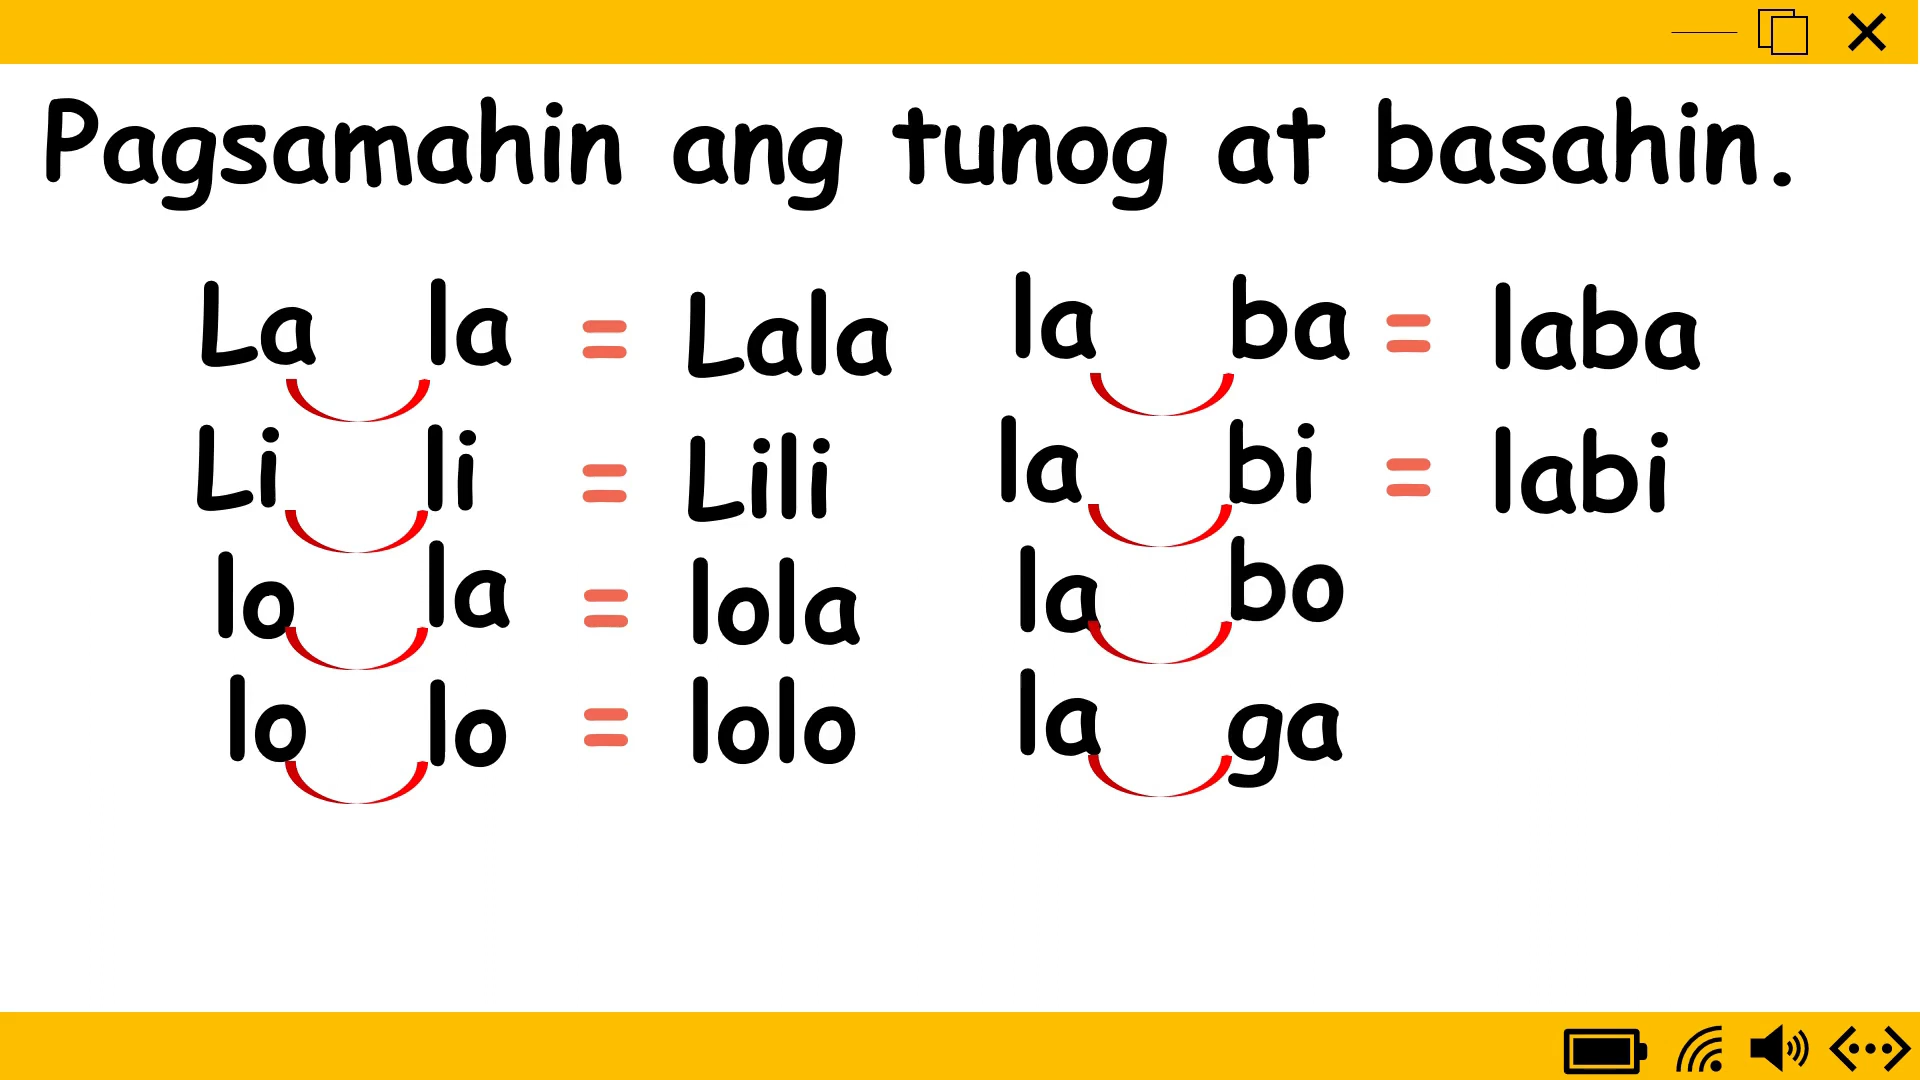 Pagsamahin ang tunog at basahin.
La la = Lala
Li li = Lili
lo la = lola
lo lo = lolo
la ba = laba
la bi = labi
la bo
la ga